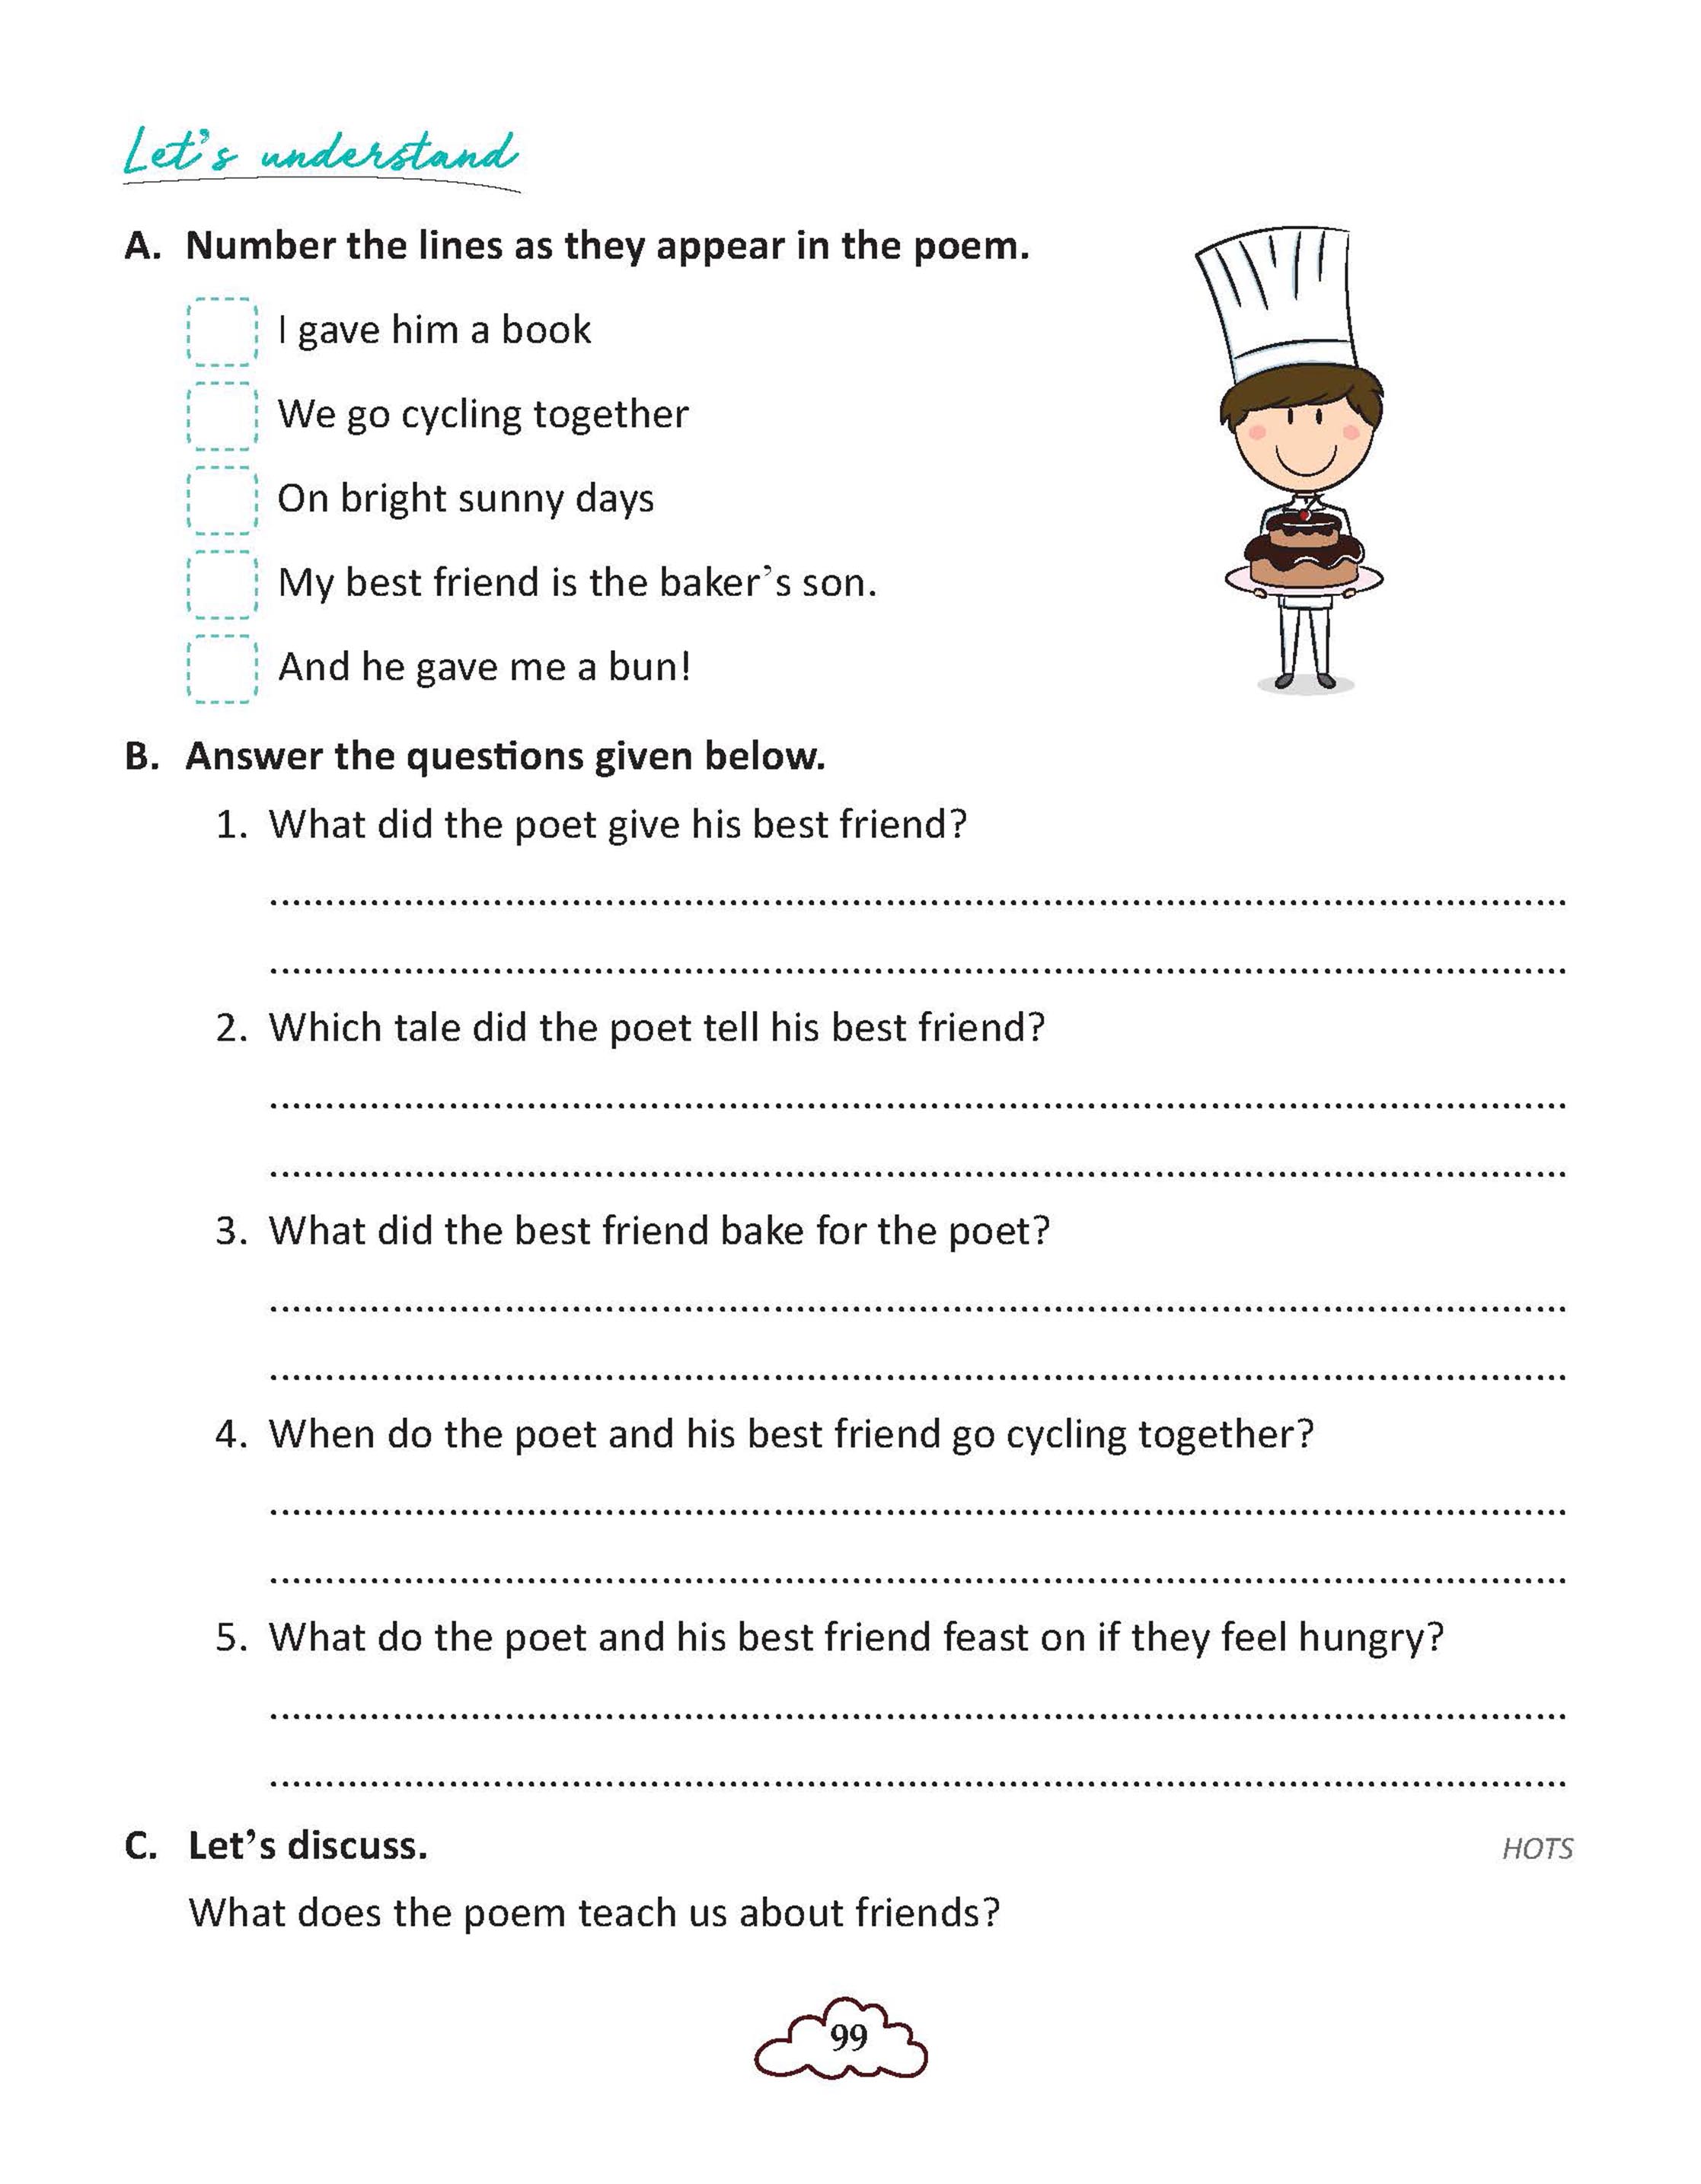 Let's understand
A. Number the lines as they appear in the poem.
I gave him a book
We go cycling together
On bright sunny days
My best friend is the baker's son.
And he gave me a bun!
B. Answer the questions given below.
1. What did the poet give his best friend?
2. Which tale did the poet tell his best friend?
3. What did the best friend bake for the poet?
4. When do the poet and his best friend go cycling together?
5. What do the poet and his best friend feast on if they feel hungry?
C. Let's discuss. HOTS
What does the poem teach us about friends?
99